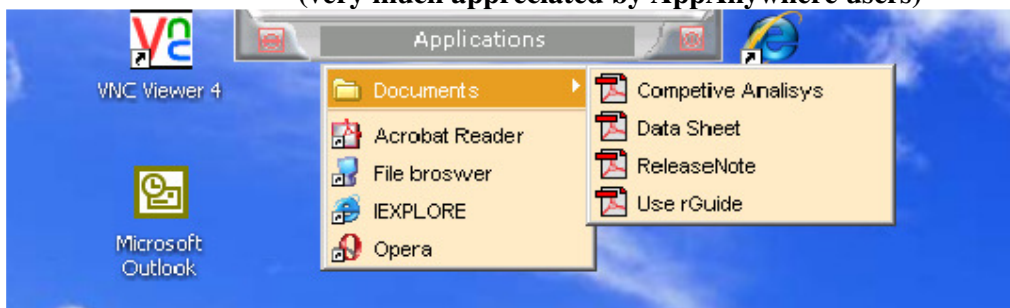 (very much appreciated by AppAnywhere users)
Applications
VNC Viewer 4
Documents
Acrobat Reader
File broswer
IEXPLORE
Opera
Competive Analisys
Data Sheet
ReleaseNote
Use rGuide
Microsoft
Outlook